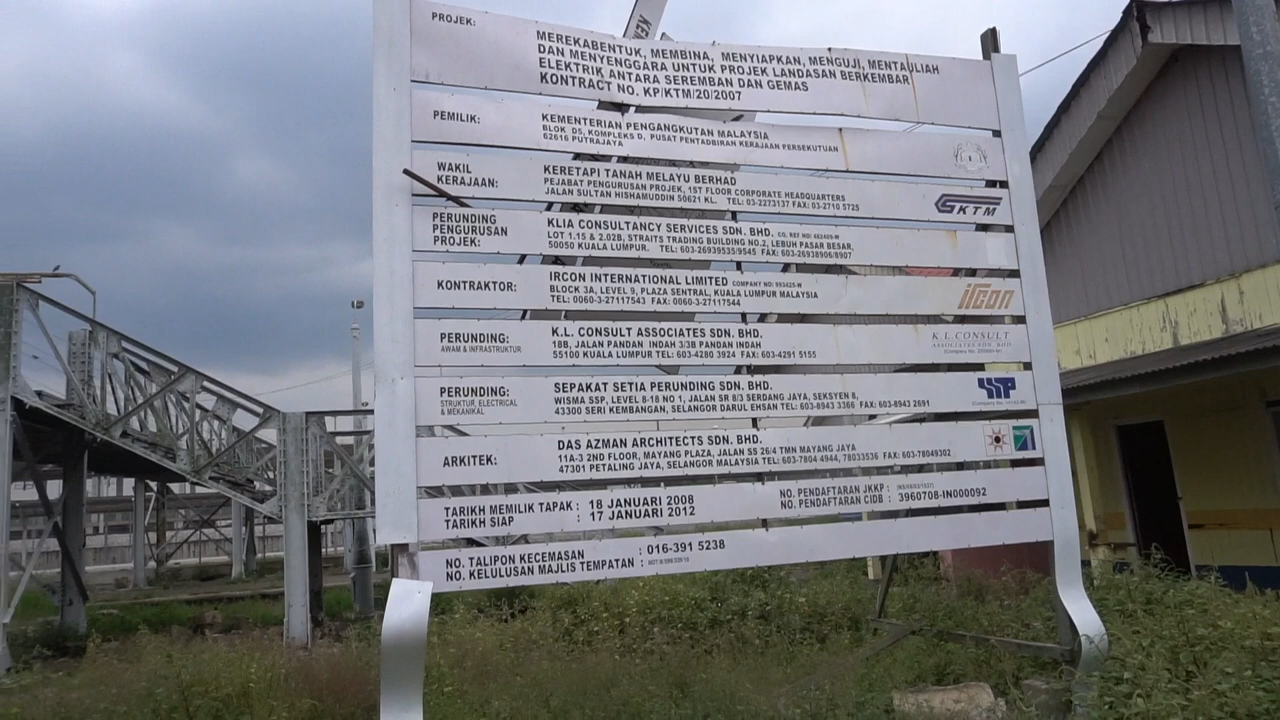 PROJEK:
MEREKABENTUK, MEMBINA, MENYIAPKAN, MENGUJI, MENTAULIAH
DAN MENYENGGARA UNTUK PROJEK LANDASAN BERKEMBAR
ELEKTRIK ANTARA SEREMBAN DAN GEMAS
KONTRACT NO. KP/KTM/20/2007
PEMILIK:
KEMENTERIAN PENGANGKUTAN MALAYSIA
BLOK D5, KOMPLEKS D, PUSAT PENTADBIRAN KERAJAAN PERSEKUTUAN
62616 PUTRAJAYA
WAKIL
KERAJAAN:
KERETAPI TANAH MELAYU BERHAD
PEJABAT PENGURUSAN PROJEK, 1ST FLOOR CORPORATE HEADQUARTERS
JALAN SULTAN HISHAMUDDIN 50621 KL. TEL: 03-2273137 FAX: 03-2710 5725
KTM
PERUNDING
PENGURUSAN
PROJEK:
KLIA CONSULTANCY SERVICES SDN. BHD.
LOT 1.15 & 2.02B, STRAITS TRADING BUILDING NO.2, LEBUH PASAR BESAR,
50050 KUALA LUMPUR. TEL: 603-26939535/9545 FAX: 603-26938906/8907
KONTRAKTOR:
IRCON INTERNATIONAL LIMITED COMPANY NO: 993425-W
BLOCK 3A, LEVEL 9, PLAZA SENTRAL, KUALA LUMPUR MALAYSIA
TEL: 0060-3-27117543 FAX: 0060-3-27117544
ircon
PERUNDING:
AWAM & INFRASTRUKTUR
K.L. CONSULT ASSOCIATES SDN. BHD.
18B, JALAN PANDAN INDAH 3/3B PANDAN INDAH
55100 KUALA LUMPUR TEL: 603-4280 3924 FAX: 603-4291 5155
K.L. CONSULT
ASSOCIATES SDN. BHD
PERUNDING:
STRUKTUR, ELECTRICAL
& MEKANIKAL
SEPAKAT SETIA PERUNDING SDN. BHD.
WISMA SSP, LEVEL 8-18 NO 1, JALAN SR 8/3 SERDANG JAYA, SEKSYEN 8,
43300 SERI KEMBANGAN, SELANGOR DARUL EHSAN TEL: 603-8943 3366 FAX: 603-8943 2691
SSP
ARKITEK:
DAS AZMAN ARCHITECTS SDN. BHD.
11A-3 2ND FLOOR, MAYANG PLAZA, JALAN SS 26/4 TMN MAYANG JAYA
47301 PETALING JAYA, SELANGOR MALAYSIA TEL: 603-7804 4944, 78033536 FAX: 603-78049302
TARIKH MEMILIK TAPAK : 18 JANUARI 2008
TARIKH SIAP : 17 JANUARI 2012
NO. PENDAFTARAN JKKP :
NO. PENDAFTARAN CIDB : 3960708-IN000092
NO. TALIPON KECEMASAN : 016-391 5238
NO. KELULUSAN MAJLIS TEMPATAN :